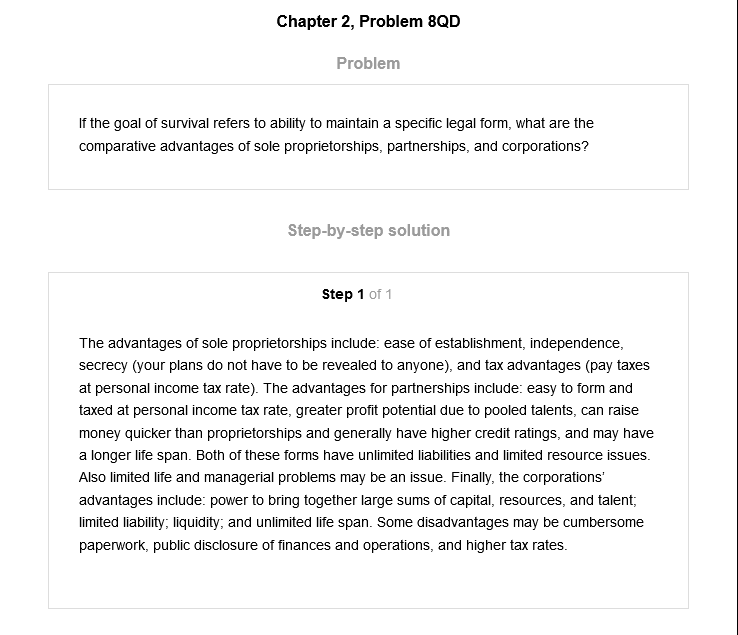 Chapter 2, Problem 8QD
Problem
If the goal of survival refers to ability to maintain a specific legal form, what are the
comparative advantages of sole proprietorships, partnerships, and corporations?
Step-by-step solution
Step 1 of 1
The advantages of sole proprietorships include: ease of establishment, independence,
secrecy (your plans do not have to be revealed to anyone), and tax advantages (pay taxes
at personal income tax rate). The advantages for partnerships include: easy to form and
taxed at personal income tax rate, greater profit potential due to pooled talents, can raise
money quicker than proprietorships and generally have higher credit ratings, and may have
a longer life span. Both of these forms have unlimited liabilities and limited resource issues.
Also limited life and managerial problems may be an issue. Finally, the corporations'
advantages include: power to bring together large sums of capital, resources, and talent;
limited liability; liquidity; and unlimited life span. Some disadvantages may be cumbersome
paperwork, public disclosure of finances and operations, and higher tax rates.